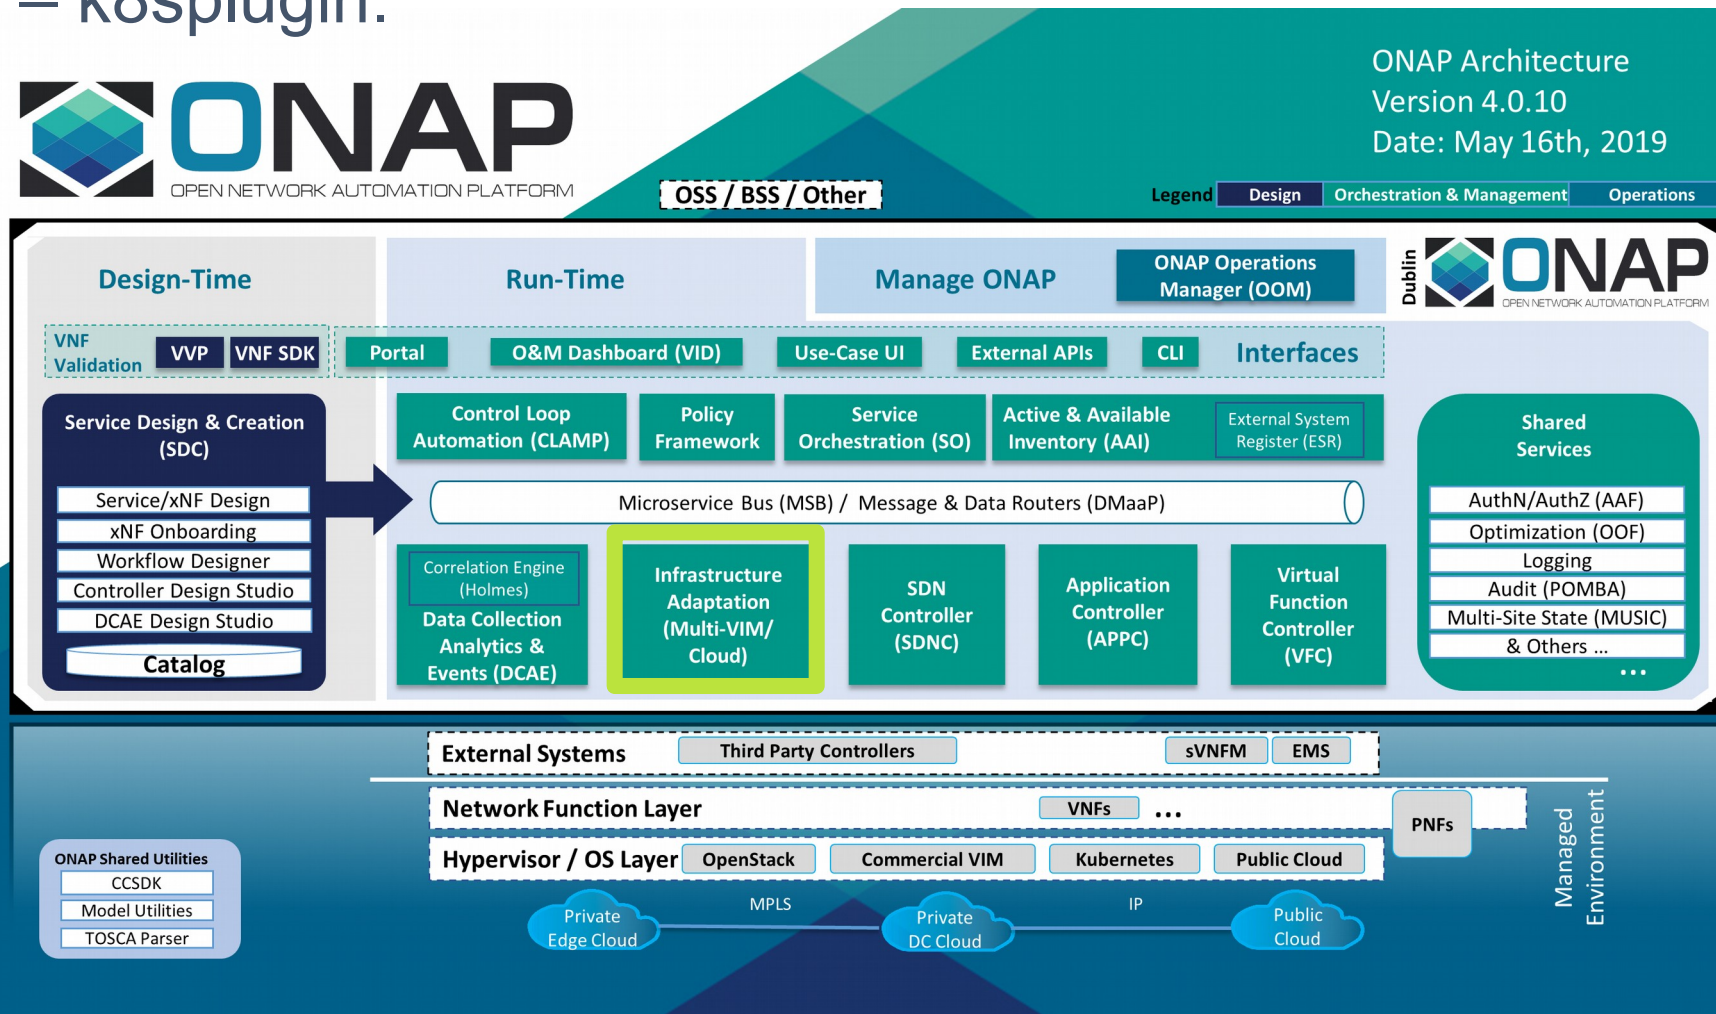 – k8splugin.
ONAP
OPEN NETWORK AUTOMATION PLATFORM
ONAP Architecture
Version 4.0.10
Date: May 16th, 2019
OSS / BSS / Other
Legend Design Orchestration & Management Operations
Design-Time
Run-Time
Manage ONAP
ONAP Operations
Manager (OOM)
Dublin
ONAP
OPEN NETWORK AUTOMATION PLATFORM
VNF
Validation
VVP
VNF SDK
Portal
O&M Dashboard (VID)
Use-Case UI
External APIs
CLI
Interfaces
Service Design & Creation
(SDC)
Service/xNF Design
xNF Onboarding
Workflow Designer
Controller Design Studio
DCAE Design Studio
Catalog
Control Loop
Automation (CLAMP)
Policy
Framework
Service
Orchestration (SO)
Active & Available
Inventory (AAI)
External System
Register (ESR)
Microservice Bus (MSB) / Message & Data Routers (DMaaP)
Correlation Engine
(Holmes)
Data Collection
Analytics &
Events (DCAE)
Infrastructure
Adaptation
(Multi-VIM/
Cloud)
SDN
Controller
(SDNC)
Application
Controller
(APPC)
Virtual
Function
Controller
(VFC)
Shared
Services
AuthN/AuthZ (AAF)
Optimization (OOF)
Logging
Audit (POMBA)
Multi-Site State (MUSIC)
& Others ...
...
External Systems
Third Party Controllers
sVNFM
EMS
Network Function Layer
VNFs
...
PNFs
Hypervisor / OS Layer
OpenStack
Commercial VIM
Kubernetes
Public Cloud
Managed
Environment
ONAP Shared Utilities
CCSDK
Model Utilities
TOSCA Parser
Private
Edge Cloud
MPLS
Private
DC Cloud
IP
Public
Cloud